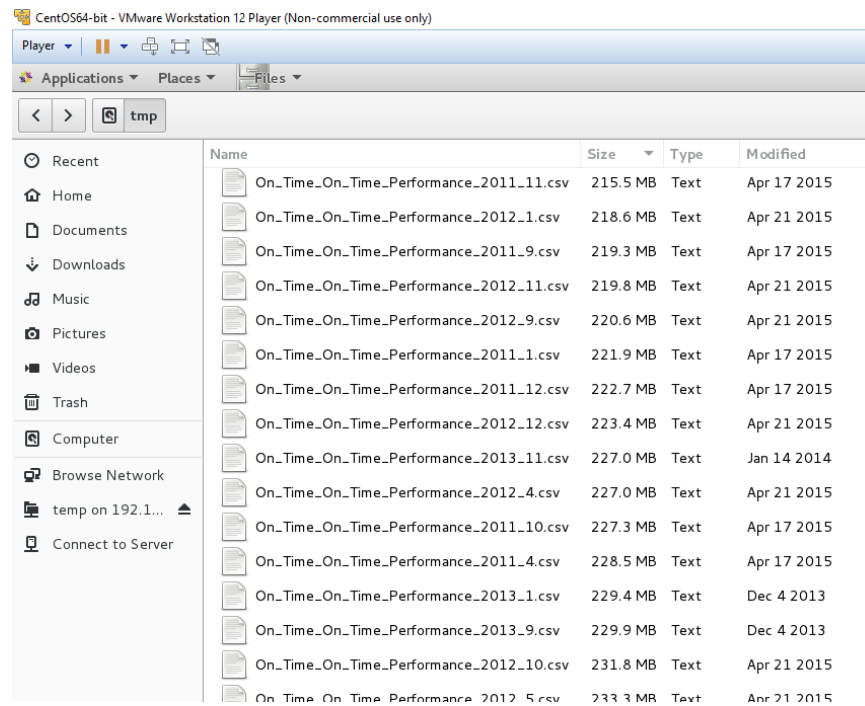 CentOS64-bit - VMware Workstation 12 Player (Non-commercial use only)
Player
Applications Places Files
tmp
Name Size Type Modified
Recent
Home
Documents
Downloads
Music
Pictures
Videos
Trash
Computer
Browse Network
temp on 192.1...
Connect to Server
On_Time_On_Time_Performance_2011_11.csv 215.5 MB Text Apr 17 2015
On_Time_On_Time_Performance_2012_1.csv 218.6 MB Text Apr 21 2015
On_Time_On_Time_Performance_2011_9.csv 219.3 MB Text Apr 17 2015
On_Time_On_Time_Performance_2012_11.csv 219.8 MB Text Apr 21 2015
On_Time_On_Time_Performance_2012_9.csv 220.6 MB Text Apr 21 2015
On_Time_On_Time_Performance_2011_1.csv 221.9 MB Text Apr 17 2015
On_Time_On_Time_Performance_2011_12.csv 222.7 MB Text Apr 17 2015
On_Time_On_Time_Performance_2012_12.csv 223.4 MB Text Apr 21 2015
On_Time_On_Time_Performance_2013_11.csv 227.0 MB Text Jan 14 2014
On_Time_On_Time_Performance_2012_4.csv 227.0 MB Text Apr 21 2015
On_Time_On_Time_Performance_2011_10.csv 227.3 MB Text Apr 17 2015
On_Time_On_Time_Performance_2011_4.csv 228.5 MB Text Apr 17 2015
On_Time_On_Time_Performance_2013_1.csv 229.4 MB Text Dec 4 2013
On_Time_On_Time_Performance_2013_9.csv 229.9 MB Text Dec 4 2013
On_Time_On_Time_Performance_2012_10.csv 231.8 MB Text Apr 21 2015
On_Time_On_Time_Performance_2012_5.csv 233.3 MB Text Apr 21 2015